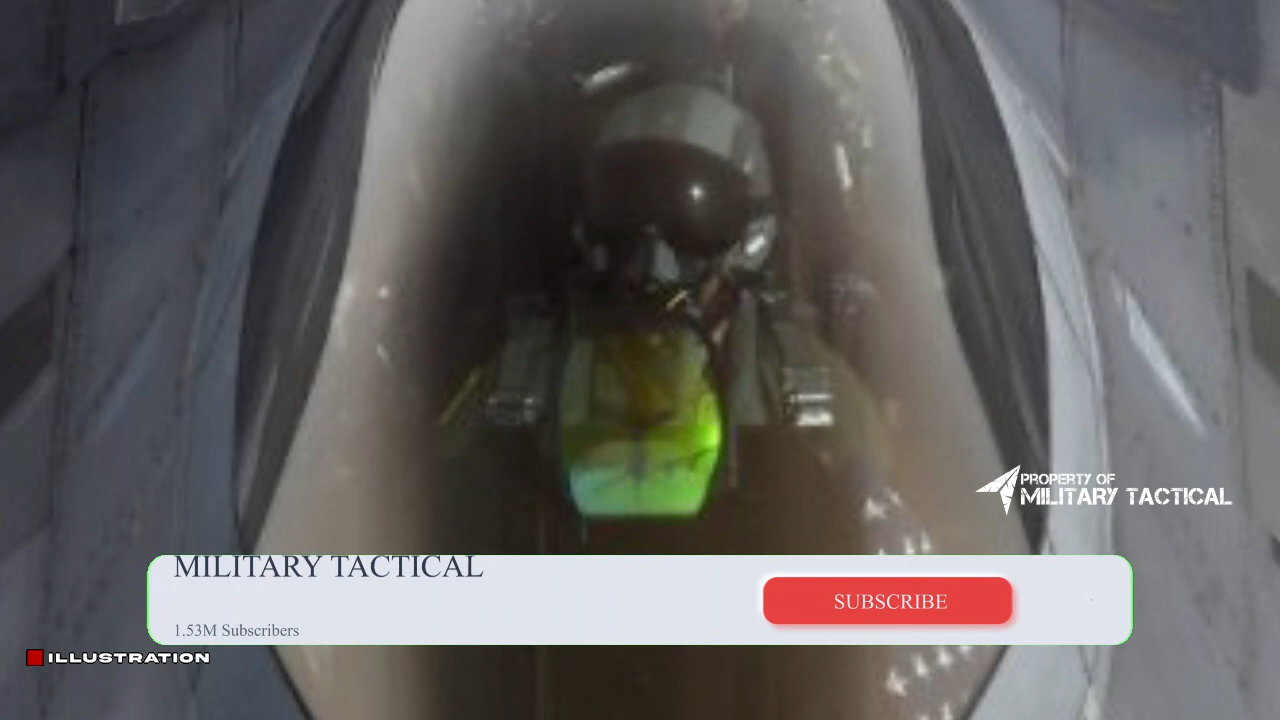 PROPERTY OF
MILITARY TACTICAL
MILITARY TACTICAL
SUBSCRIBE
1.53M Subscribers
ILLUSTRATION